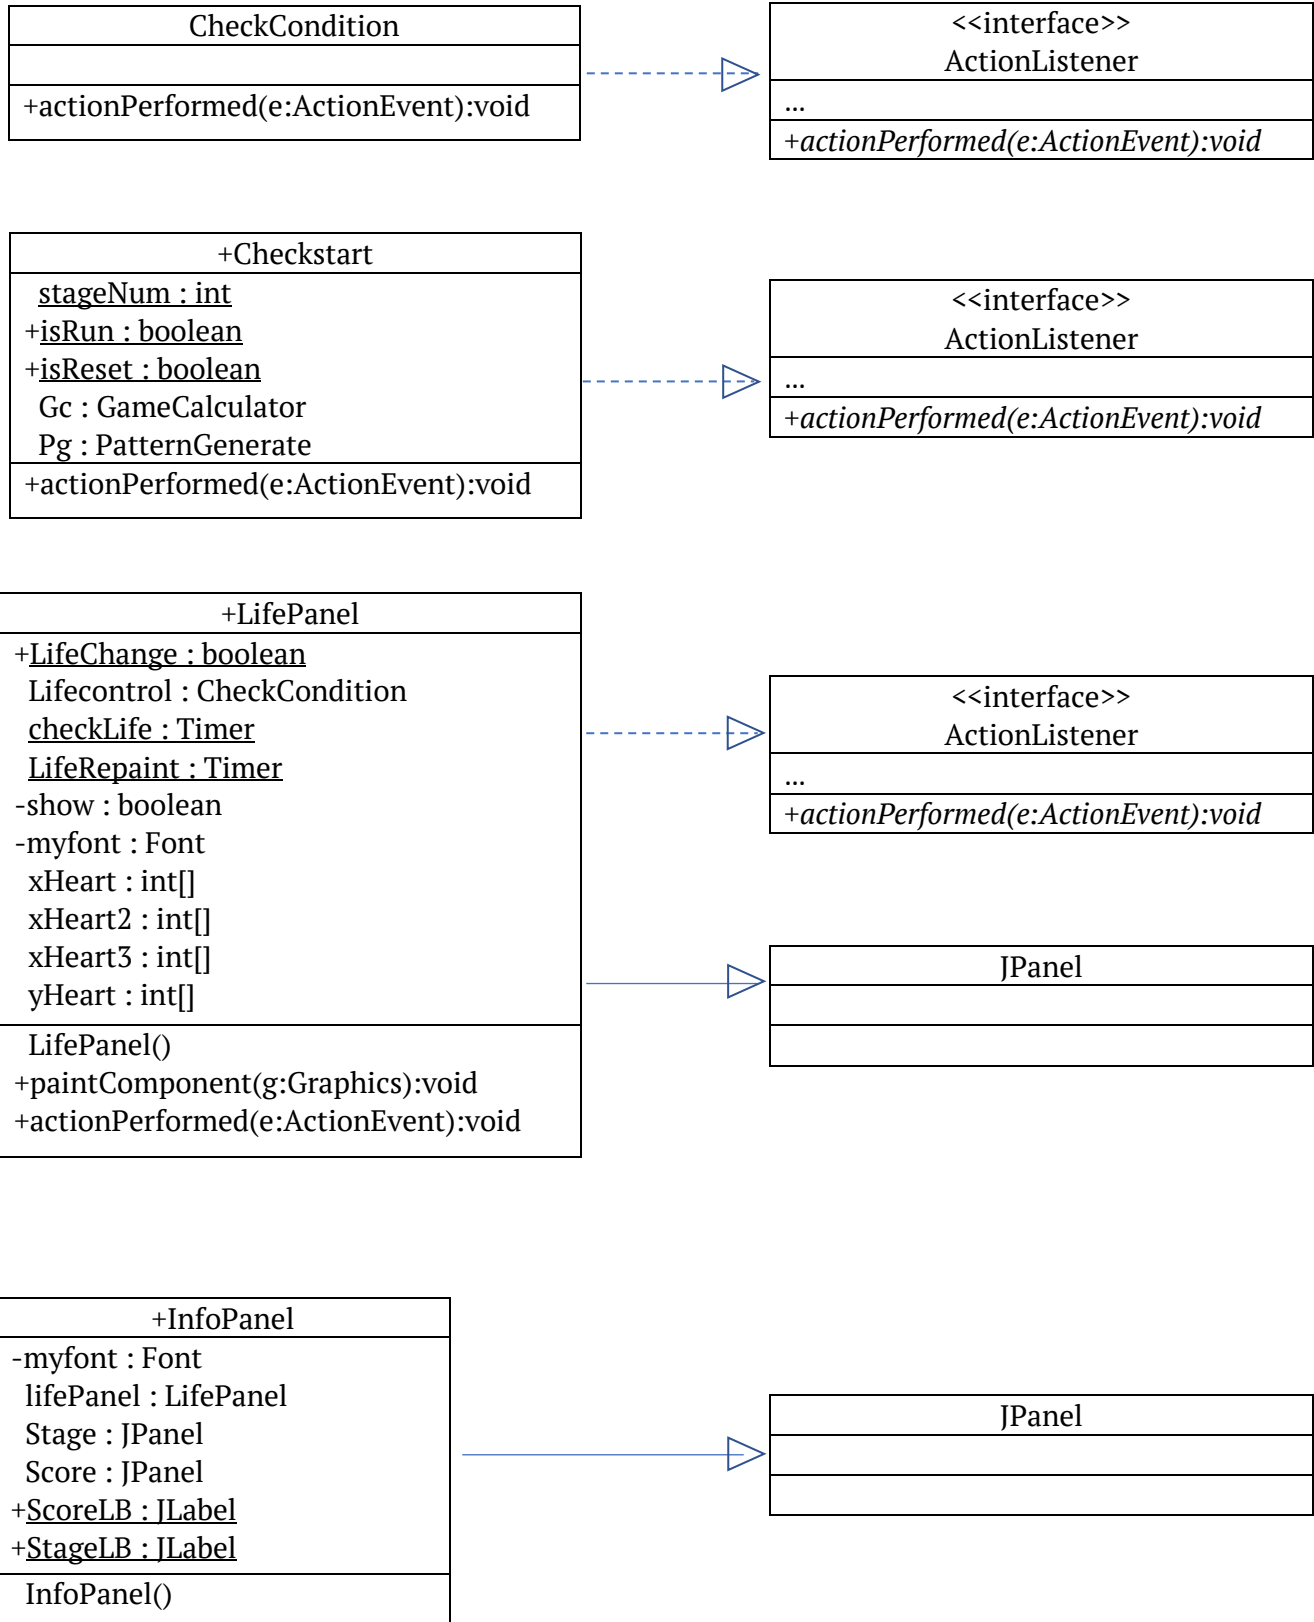 CheckCondition
+actionPerformed(e:ActionEvent):void
<<interface>>
ActionListener
...
+actionPerformed(e:ActionEvent):void
+Checkstart
stageNum : int
+isRun : boolean
+isReset : boolean
Gc : GameCalculator
Pg : PatternGenerate
+actionPerformed(e:ActionEvent):void
<<interface>>
ActionListener
...
+actionPerformed(e:ActionEvent):void
+LifePanel
+LifeChange : boolean
Lifecontrol : CheckCondition
checkLife : Timer
LifeRepaint : Timer
-show : boolean
-myfont : Font
xHeart : int[]
xHeart2 : int[]
xHeart3 : int[]
yHeart : int[]
LifePanel()
+paintComponent(g:Graphics):void
+actionPerformed(e:ActionEvent):void
<<interface>>
ActionListener
...
+actionPerformed(e:ActionEvent):void
JPanel
+InfoPanel
-myfont : Font
lifePanel : LifePanel
Stage : JPanel
Score : JPanel
+ScoreLB : JLabel
+StageLB : JLabel
InfoPanel()
JPanel